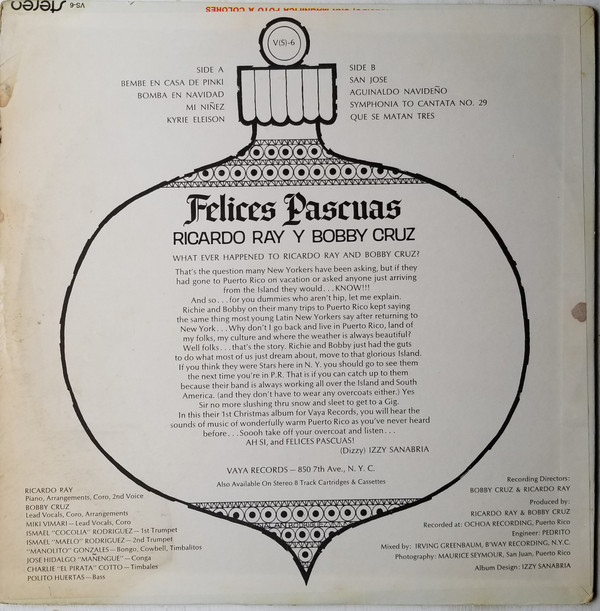 stereo
VS-6
V(S)-6
SIDE A
BEMBE EN CASA DE PINKI
BOMBA EN NAVIDAD
MI NIÑEZ
KYRIE ELEISON
SIDE B
SAN JOSE
AGUINALDO NAVIDEÑO
SYMPHONIA TO CANTATA NO. 29
QUE SE MATAN TRES
Felices Pascuas
RICARDO RAY Y BOBBY CRUZ
WHAT EVER HAPPENED TO RICARDO RAY AND BOBBY CRUZ?
That's the question many New Yorkers have been asking, but if they
had gone to Puerto Rico on vacation or asked anyone just arriving
from the Island they would...KNOW!!!
And so...for you dummies who aren't hip, let me explain.
Richie and Bobby on their many trips to Puerto Rico kept saying
the same thing most young Latin New Yorkers say after returning to
New York...Why don't I go back and live in Puerto Rico, land of
my folks, my culture and where the weather is always beautiful?
Well folks...that's the story. Richie and Bobby just had the guts
to do what most of us just dream about, move to that glorious Island.
If you think they were Stars here in N.Y. you should go to see them
the next time you're in P.R. That is if you can catch up to them
because their band is always working all over the Island and South
America. (and they don't have to wear any overcoats either.) Yes
Sir no more slushing thru snow and sleet to get to a Gig.
In this their 1st Christmas album for Vaya Records, you will hear the
sounds of music of wonderfully warm Puerto Rico as you've never heard
before...Soooh take off your overcoat and listen...
AH SI, and FELICES PASCUAS!
(Dizzy) IZZY SANABRIA
VAYA RECORDS — 850 7th Ave., N. Y. C.
Also Available On Stereo 8 Track Cartridges & Cassettes
RICARDO RAY
Piano, Arrangements, Coro, 2nd Voice
BOBBY CRUZ
Lead Vocals, Coro, Arrangements
MIKI VIMARI — Lead Vocals, Coro
ISMAEL "COCOLIA" RODRIGUEZ — 1st Trumpet
ISMAEL "MAELO" RODRIGUEZ — 2nd Trumpet
"MANOLITO" GONZALES — Bongo, Cowbell, Timbalitos
JOSE HIDALGO "MAÑENGUE" — Conga
CHARLIE "EL PIRATA" COTTO — Timbales
POLITO HUERTAS — Bass
Recording Directors:
BOBBY CRUZ & RICARDO RAY
Produced by:
RICARDO RAY & BOBBY CRUZ
Recorded at: OCHOA RECORDING, Puerto Rico
Engineer: PEDRITO
Mixed by: IRVING GREENBAUM, B'WAY RECORDING, N.Y.C.
Photography: MAURICE SEYMOUR, San Juan, Puerto Rico
Album Design: IZZY SANABRIA